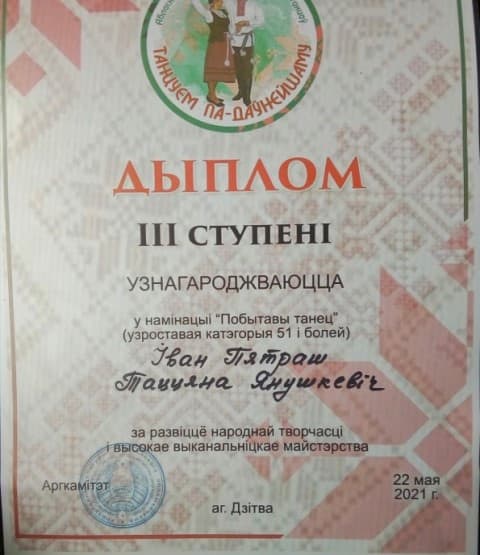 ТАНЦУЕМ ПА-ДАЎНЕЙШАМУ
ДЫПЛОМ
III СТУПЕНІ
УЗНАГАРОДЖВАЮЦЦА
у намінацыі “Побытавы танец”
(узроставая катэгорыя 51 і болей)
Іван Пятраш
Таццяна Янушкевіч
за развіццё народнай творчасці
і высокае выканальніцкае майстэрства
Аргкамітэт
22 мая
2021 г.
аг. Дзітва